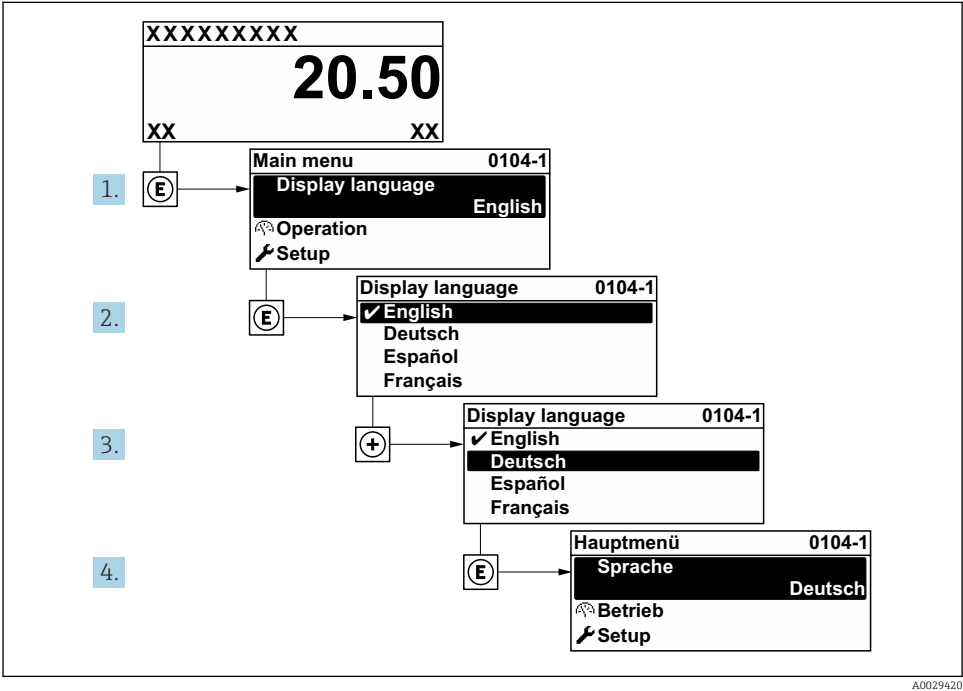 XXXXXXXXX
20.50
XX XX
1. E
Main menu 0104-1
Display language
English
Operation
Setup
2. E
Display language 0104-1
✔English
Deutsch
Español
Français
3. +
Display language 0104-1
✔English
Deutsch
Español
Français
4. E
Hauptmenü 0104-1
Sprache
Deutsch
Betrieb
Setup
A0029420